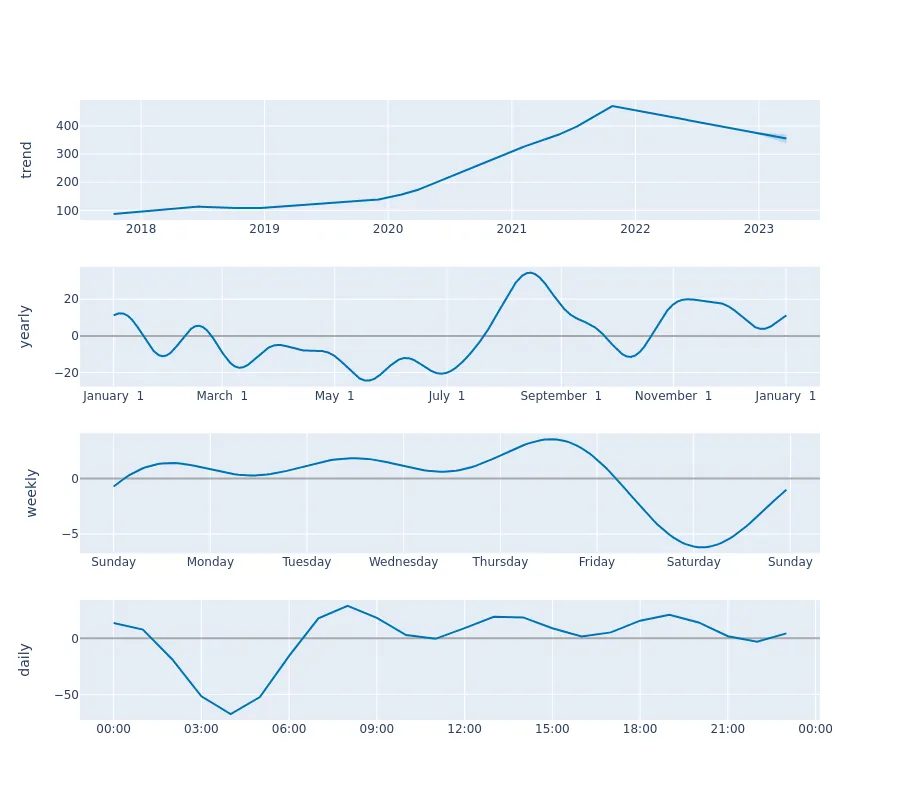 trend
400
300
200
100
2018 2019 2020 2021 2022 2023
yearly
20
0
−20
January 1 March 1 May 1 July 1 September 1 November 1 January 1
weekly
0
−5
Sunday Monday Tuesday Wednesday Thursday Friday Saturday Sunday
daily
0
−50
00:00 03:00 06:00 09:00 12:00 15:00 18:00 21:00 00:00